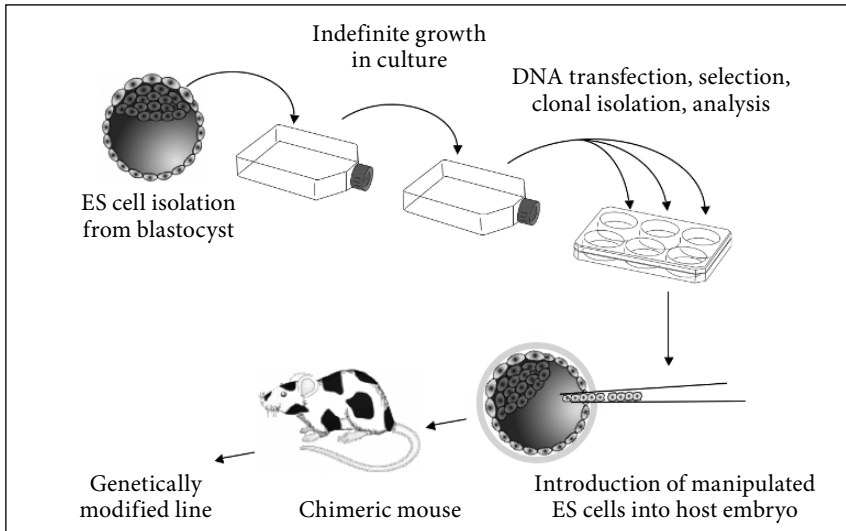 Indefinite growth
in culture
DNA transfection, selection,
clonal isolation, analysis
ES cell isolation
from blastocyst
Genetically
modified line
Chimeric mouse
Introduction of manipulated
ES cells into host embryo